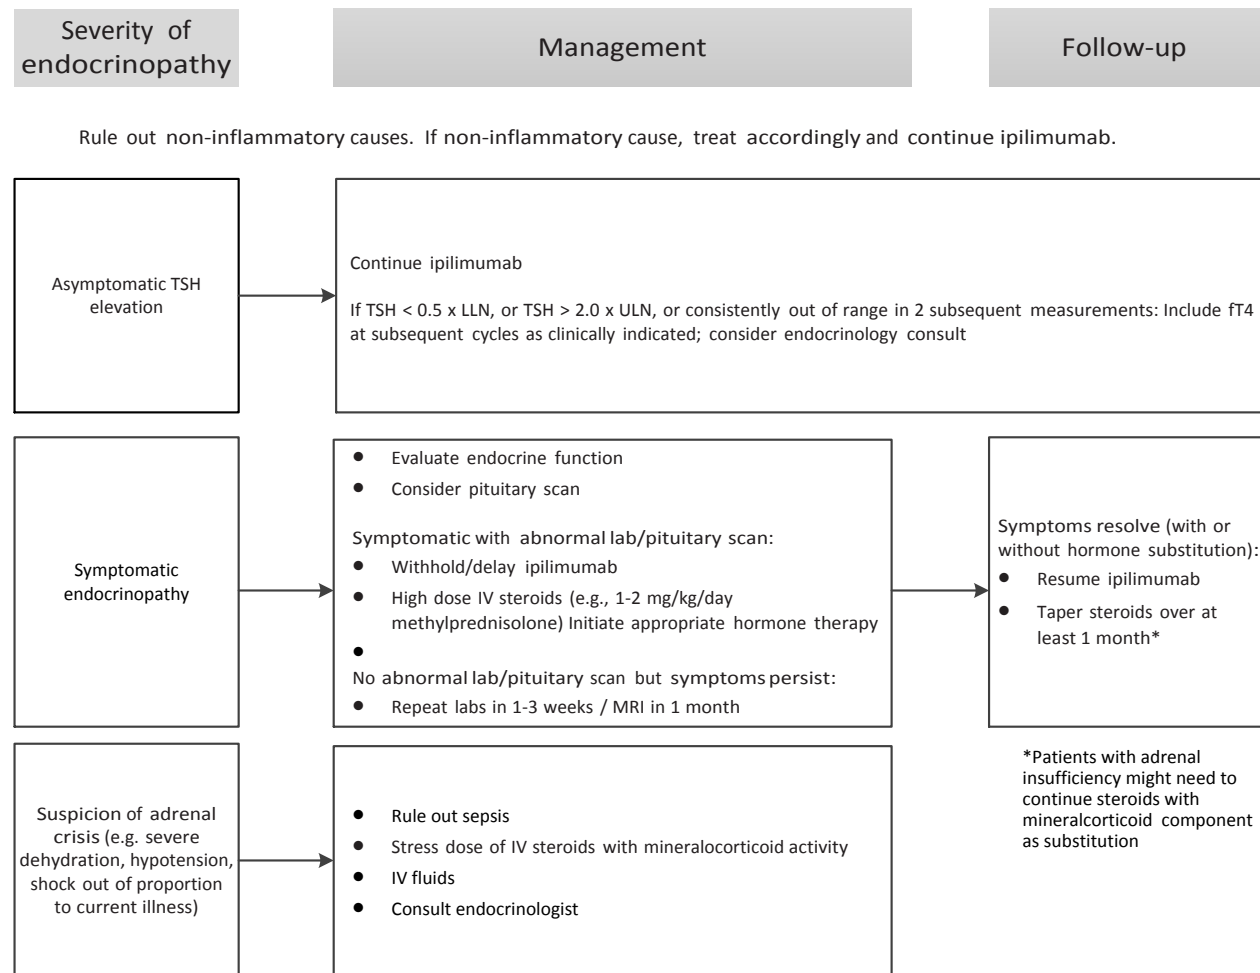 Severity of
endocrinopathy
Management
Follow-up
Rule out non-inflammatory causes. If non-inflammatory cause, treat accordingly and continue ipilimumab.
Asymptomatic TSH
elevation
Continue ipilimumab
If TSH < 0.5 x LLN, or TSH > 2.0 x ULN, or consistently out of range in 2 subsequent measurements: Include fT4
at subsequent cycles as clinically indicated; consider endocrinology consult
Symptomatic
endocrinopathy
● Evaluate endocrine function
● Consider pituitary scan
Symptomatic with abnormal lab/pituitary scan:
● Withhold/delay ipilimumab
● High dose IV steroids (e.g., 1-2 mg/kg/day
methylprednisolone) Initiate appropriate hormone therapy
●
No abnormal lab/pituitary scan but symptoms persist:
● Repeat labs in 1-3 weeks / MRI in 1 month
Symptoms resolve (with or
without hormone substitution):
● Resume ipilimumab
● Taper steroids over at
least 1 month*
Suspicion of adrenal
crisis (e.g. severe
dehydration, hypotension,
shock out of proportion
to current illness)
● Rule out sepsis
● Stress dose of IV steroids with mineralocorticoid activity
● IV fluids
● Consult endocrinologist
*Patients with adrenal
insufficiency might need to
continue steroids with
mineralcorticoid component
as substitution